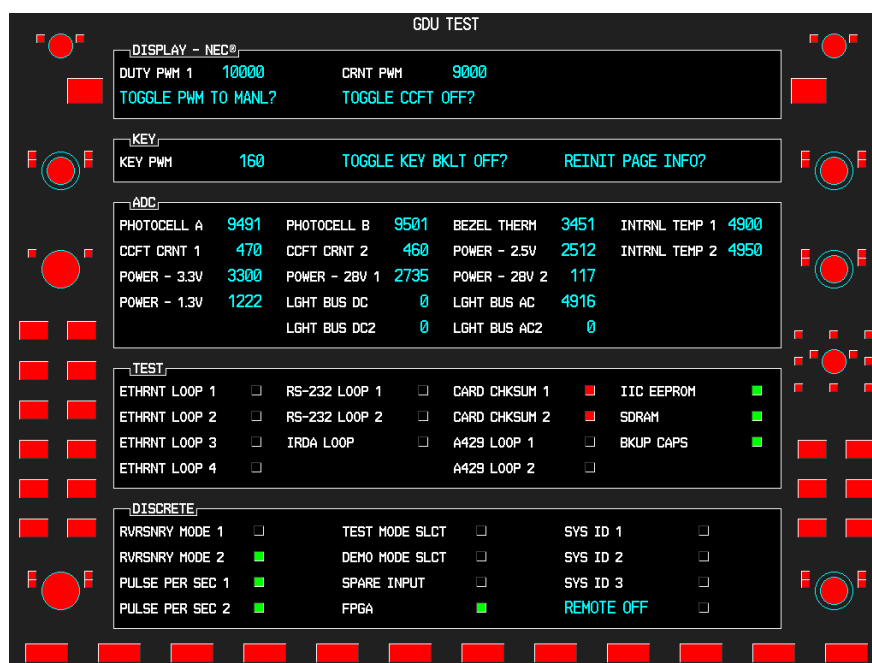 GDU TEST
DISPLAY - NEC®
DUTY PWM 1 10000 CRNT PWM 9000
TOGGLE PWM TO MANL? TOGGLE CCFT OFF?
KEY
KEY PWM 160 TOGGLE KEY BKLT OFF? REINIT PAGE INFO?
ADC
PHOTOCELL A 9491 PHOTOCELL B 9501 BEZEL THERM 3451 INTRNL TEMP 1 4900
CCFT CRNT 1 470 CCFT CRNT 2 460 POWER - 2.5V 2512 INTRNL TEMP 2 4950
POWER - 3.3V 3300 POWER - 28V 1 2735 POWER - 28V 2 117
POWER - 1.3V 1222 LGHT BUS DC 0 LGHT BUS AC 4916
LGHT BUS DC2 0 LGHT BUS AC2 0
TEST
ETHRNT LOOP 1 RS-232 LOOP 1 CARD CHKSUM 1 IIC EEPROM
ETHRNT LOOP 2 RS-232 LOOP 2 CARD CHKSUM 2 SDRAM
ETHRNT LOOP 3 IRDA LOOP A429 LOOP 1 BKUP CAPS
ETHRNT LOOP 4 A429 LOOP 2
DISCRETE
RVRSNRY MODE 1 TEST MODE SLCT SYS ID 1
RVRSNRY MODE 2 DEMO MODE SLCT SYS ID 2
PULSE PER SEC 1 SPARE INPUT SYS ID 3
PULSE PER SEC 2 FPGA REMOTE OFF